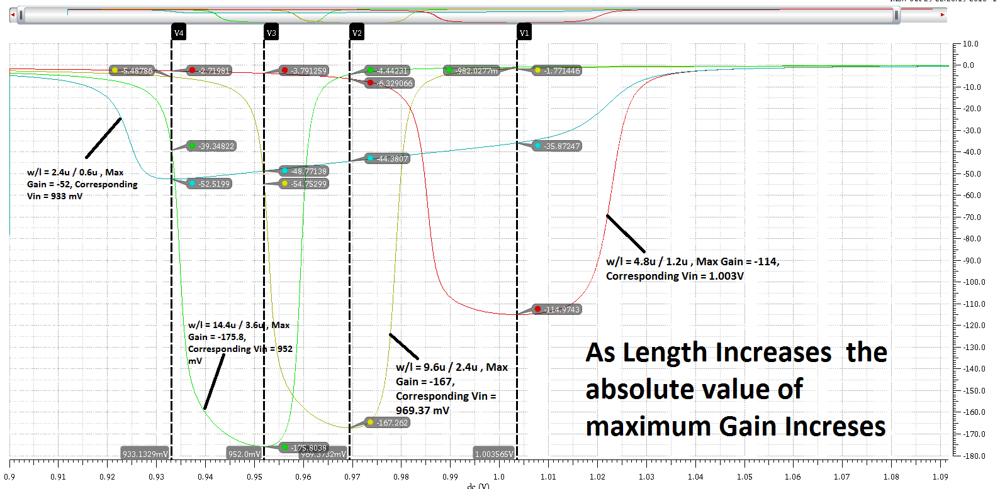 V4
V3
V2
V1
10.0
0.0
-10.0
-20.0
-30.0
-40.0
-50.0
-60.0
-70.0
-80.0
-90.0
-100.0
-110.0
-120.0
-130.0
-140.0
-150.0
-160.0
-170.0
-180.0
-5.48786
-2.71981
-3.791259
-4.44231
-6.329066
-982.0277m
-1.771446
-39.34822
-52.5199
-48.77138
-54.75299
-44.3807
-35.87247
-114.9743
-167.262
-175.8038
w/l = 2.4u / 0.6u , Max
Gain = -52, Corresponding
Vin = 933 mV
w/l = 4.8u / 1.2u , Max Gain = -114,
Corresponding Vin = 1.003V
w/l = 14.4u / 3.6u , Max
Gain = -175.8,
Corresponding Vin = 952
mV
w/l = 9.6u / 2.4u , Max
Gain = -167,
Corresponding Vin =
969.37 mV
As Length Increases the
absolute value of
maximum Gain Increses
933.1329mV
952.0mV
969.3732mV
1.003565V
0.9 0.91 0.92 0.93 0.94 0.95 0.96 0.97 0.98 0.99 1.0 1.01 1.02 1.03 1.04 1.05 1.06 1.07 1.08 1.09
dc (V)